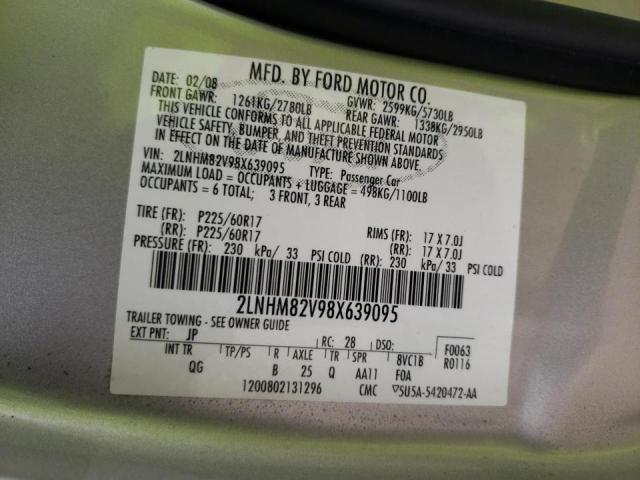 MFD. BY FORD MOTOR CO.
DATE: 02/08 GVWR: 2599KG/5730LB
FRONT GAWR: 1261KG/2780LB REAR GAWR: 1338KG/2950LB
THIS VEHICLE CONFORMS TO ALL APPLICABLE FEDERAL MOTOR
VEHICLE SAFETY, BUMPER, AND THEFT PREVENTION STANDARDS
IN EFFECT ON THE DATE OF MANUFACTURE SHOWN ABOVE.
VIN: 2LNHM82V98X639095 TYPE: Passenger Car
MAXIMUM LOAD = OCCUPANTS + LUGGAGE = 498KG/1100LB
OCCUPANTS = 6 TOTAL; 3 FRONT, 3 REAR
TIRE (FR): P225/60R17 RIMS (FR): 17 X 7.0J
(RR): P225/60R17 (RR): 17 X 7.0J
PRESSURE (FR): 230 kPa/ 33 PSI COLD (RR): 230 kPa/ 33 PSI COLD
2LNHM82V98X639095
TRAILER TOWING - SEE OWNER GUIDE
EXT PNT: JP RC: 28 DSO: F0063
INT TR TP/PS R AXLE TR SPR 8VC1B R0116
QG B 25 Q AA11 F0A
1200802131296 CMC ▽5U5A-5420472-AA